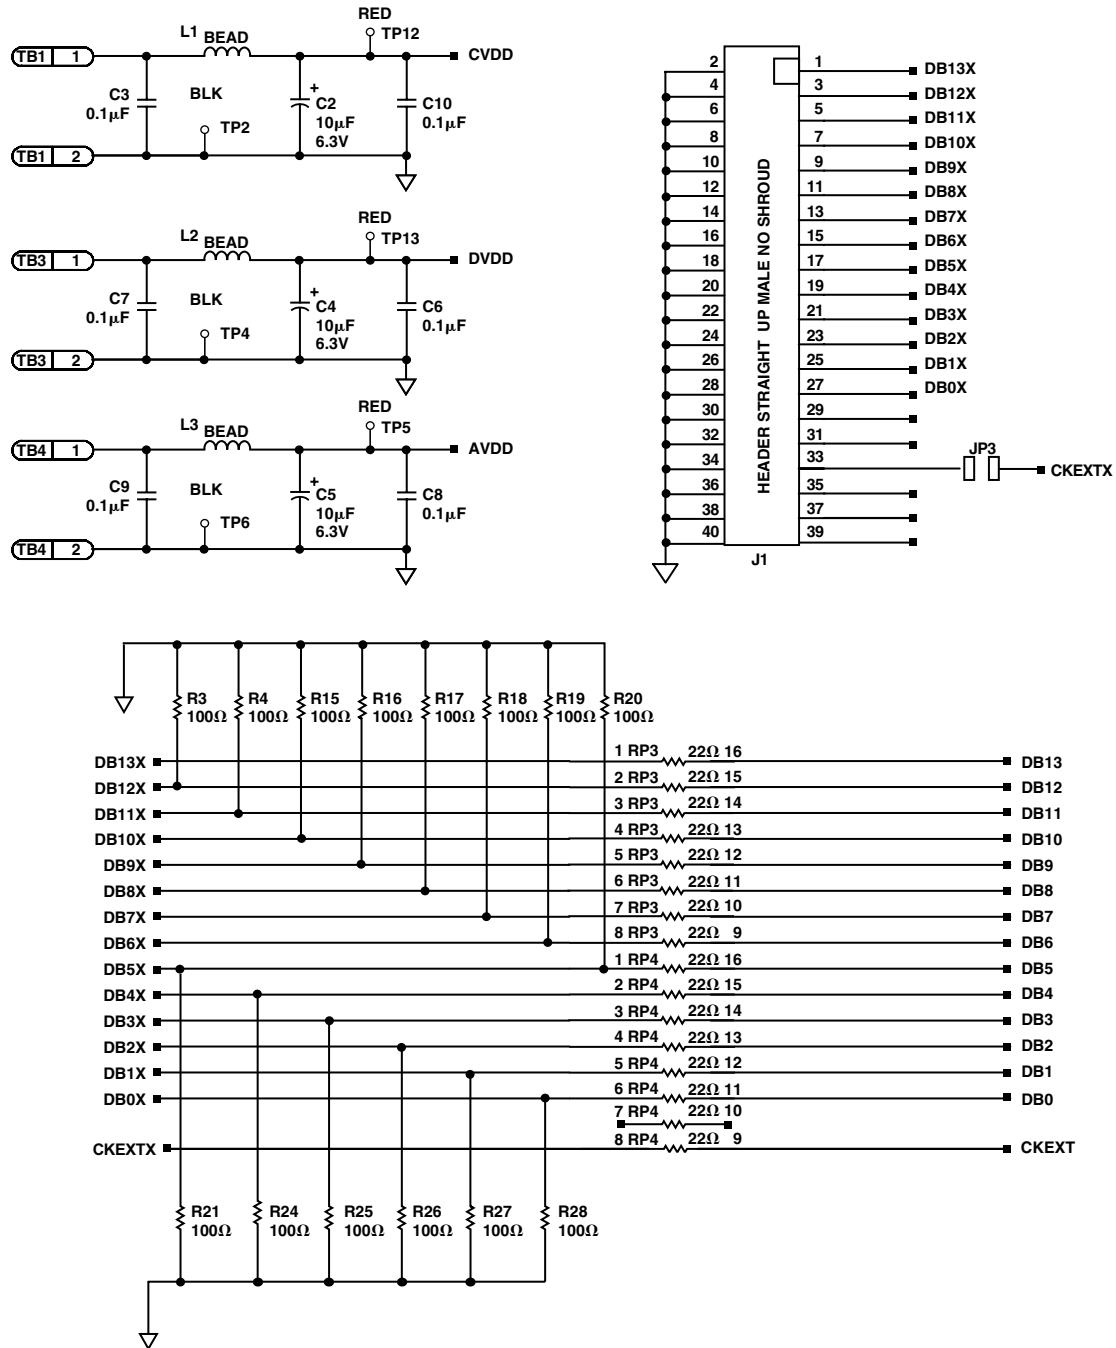 RED
TP12
L1 BEAD
TB1 1
CVDD
C3
0.1μF
BLK
TP2
+
C2
10μF
6.3V
C10
0.1μF
TB1 2
RED
TP13
L2 BEAD
TB3 1
DVDD
C7
0.1μF
BLK
TP4
+
C4
10μF
6.3V
C6
0.1μF
TB3 2
RED
TP5
L3 BEAD
TB4 1
AVDD
C9
0.1μF
BLK
TP6
+
C5
10μF
6.3V
C8
0.1μF
TB4 2
HEADER STRAIGHT UP MALE NO SHROUD
2 1 DB13X
4 3 DB12X
6 5 DB11X
8 7 DB10X
10 9 DB9X
12 11 DB8X
14 13 DB7X
16 15 DB6X
18 17 DB5X
20 19 DB4X
22 21 DB3X
24 23 DB2X
26 25 DB1X
28 27 DB0X
30 29
32 31
34 33 JP3 CKEXTX
36 35
38 37
40 39
J1
R3 R4 R15 R16 R17 R18 R19 R20
100Ω 100Ω 100Ω 100Ω 100Ω 100Ω 100Ω 100Ω
DB13X 1 RP3 22Ω 16 DB13
DB12X 2 RP3 22Ω 15 DB12
DB11X 3 RP3 22Ω 14 DB11
DB10X 4 RP3 22Ω 13 DB10
DB9X 5 RP3 22Ω 12 DB9
DB8X 6 RP3 22Ω 11 DB8
DB7X 7 RP3 22Ω 10 DB7
DB6X 8 RP3 22Ω 9 DB6
DB5X 1 RP4 22Ω 16 DB5
DB4X 2 RP4 22Ω 15 DB4
DB3X 3 RP4 22Ω 14 DB3
DB2X 4 RP4 22Ω 13 DB2
DB1X 5 RP4 22Ω 12 DB1
DB0X 6 RP4 22Ω 11 DB0
7 RP4 22Ω 10
CKEXTX 8 RP4 22Ω 9 CKEXT
R21 R24 R25 R26 R27 R28
100Ω 100Ω 100Ω 100Ω 100Ω 100Ω